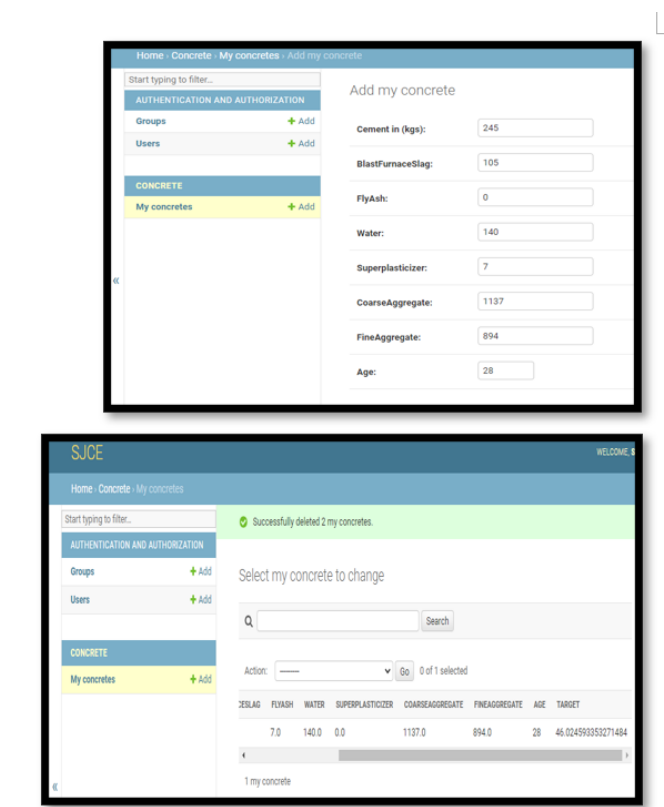 Home › Concrete › My concretes › Add my concrete
Start typing to filter...
AUTHENTICATION AND AUTHORIZATION
Groups + Add
Users + Add
CONCRETE
My concretes + Add
«
Add my concrete
Cement in (kgs): 245
BlastFurnaceSlag: 105
FlyAsh: 0
Water: 140
Superplasticizer: 7
CoarseAggregate: 1137
FineAggregate: 894
Age: 28
SJCE
WELCOME, S
Home › Concrete › My concretes
Start typing to filter...
AUTHENTICATION AND AUTHORIZATION
Groups + Add
Users + Add
CONCRETE
My concretes + Add
«
Successfully deleted 2 my concretes.
Select my concrete to change
Search
Action: -------- Go 0 of 1 selected
CESLAG FLYASH WATER SUPERPLASTICIZER COARSEAGGREGATE FINEAGGREGATE AGE TARGET
7.0 140.0 0.0 1137.0 894.0 28 46.024593353271484
1 my concrete